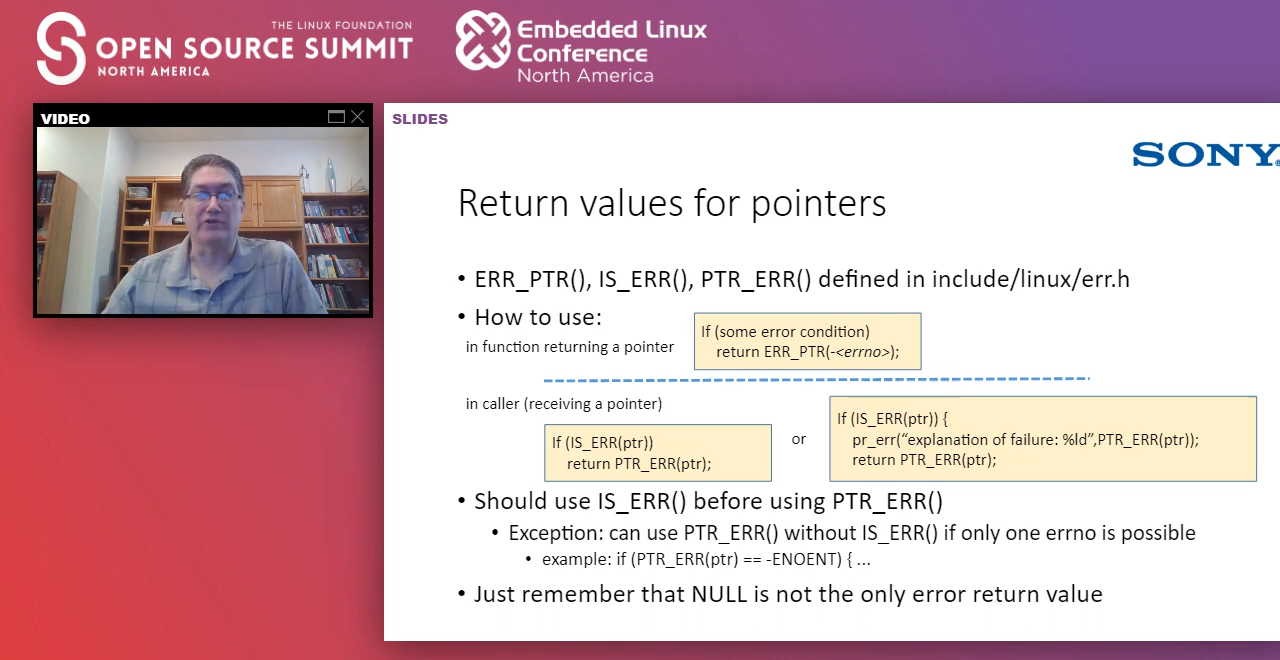 THE LINUX FOUNDATION
OPEN SOURCE SUMMIT
NORTH AMERICA
Embedded Linux
Conference
North America
VIDEO
SLIDES
SONY
Return values for pointers
• ERR_PTR(), IS_ERR(), PTR_ERR() defined in include/linux/err.h
• How to use:
in function returning a pointer
If (some error condition)
return ERR_PTR(-<errno>);
in caller (receiving a pointer)
If (IS_ERR(ptr))
return PTR_ERR(ptr);
or
If (IS_ERR(ptr)) {
pr_err(“explanation of failure: %ld”,PTR_ERR(ptr));
return PTR_ERR(ptr);
• Should use IS_ERR() before using PTR_ERR()
• Exception: can use PTR_ERR() without IS_ERR() if only one errno is possible
• example: if (PTR_ERR(ptr) == -ENOENT) { ...
• Just remember that NULL is not the only error return value